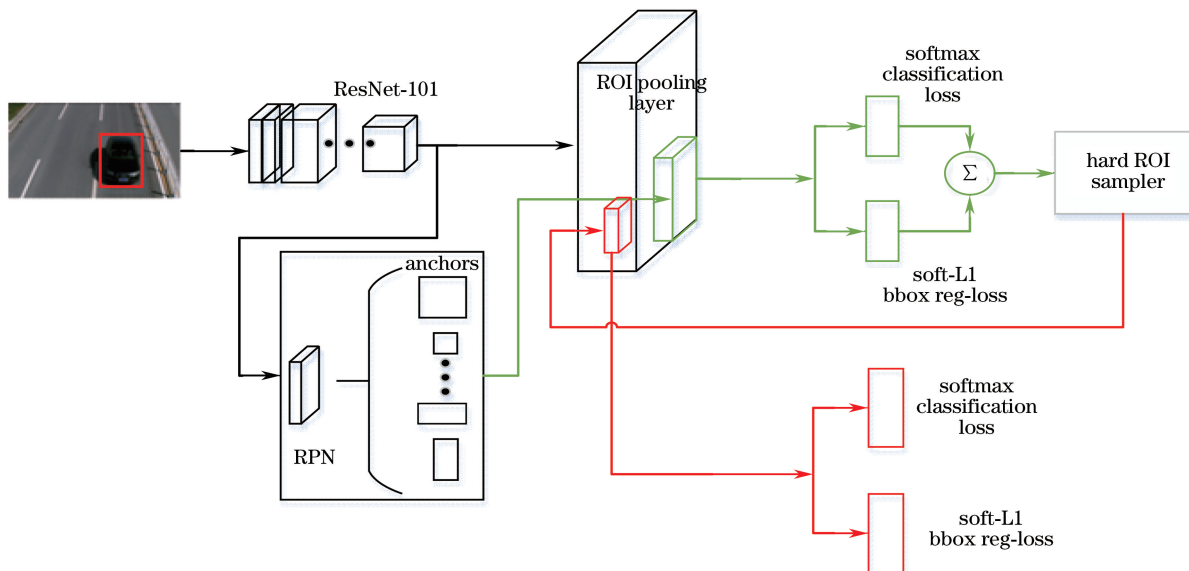 ResNet-101
ROI pooling
layer
softmax
classification
loss
Σ
hard ROI
sampler
soft-L1
bbox reg-loss
anchors
RPN
softmax
classification
loss
soft-L1
bbox reg-loss